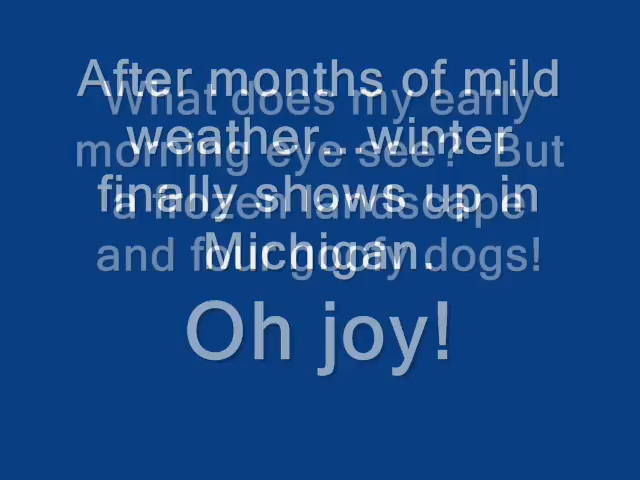 After months of mild
weather...winter
finally shows up in
Michigan.
Oh joy!
What does my early
morning eye see? But
a frozen landscape
and four goofy dogs!